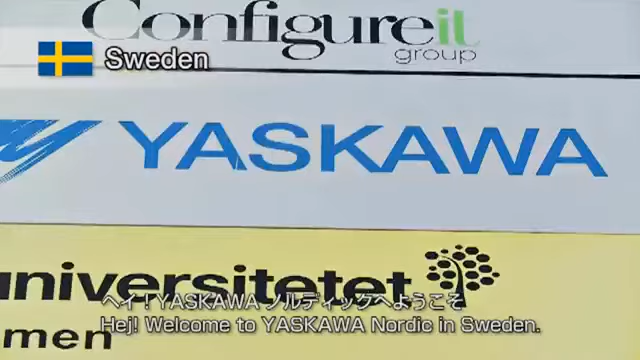 Configureit
group
Sweden
YASKAWA
universitetet
men
ヘイ！YASKAWA ノルディックへようこそ
Hej! Welcome to YASKAWA Nordic in Sweden.